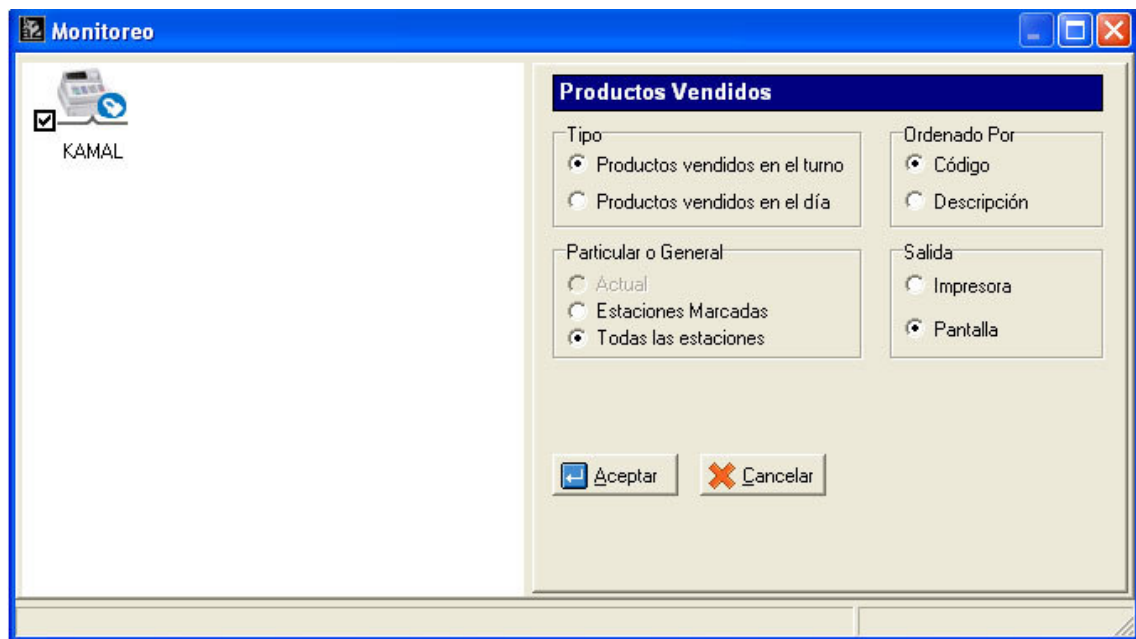 Monitoreo
KAMAL
Productos Vendidos
Tipo
Productos vendidos en el turno
Productos vendidos en el día
Ordenado Por
Código
Descripción
Particular o General
Actual
Estaciones Marcadas
Todas las estaciones
Salida
Impresora
Pantalla
Aceptar
Cancelar